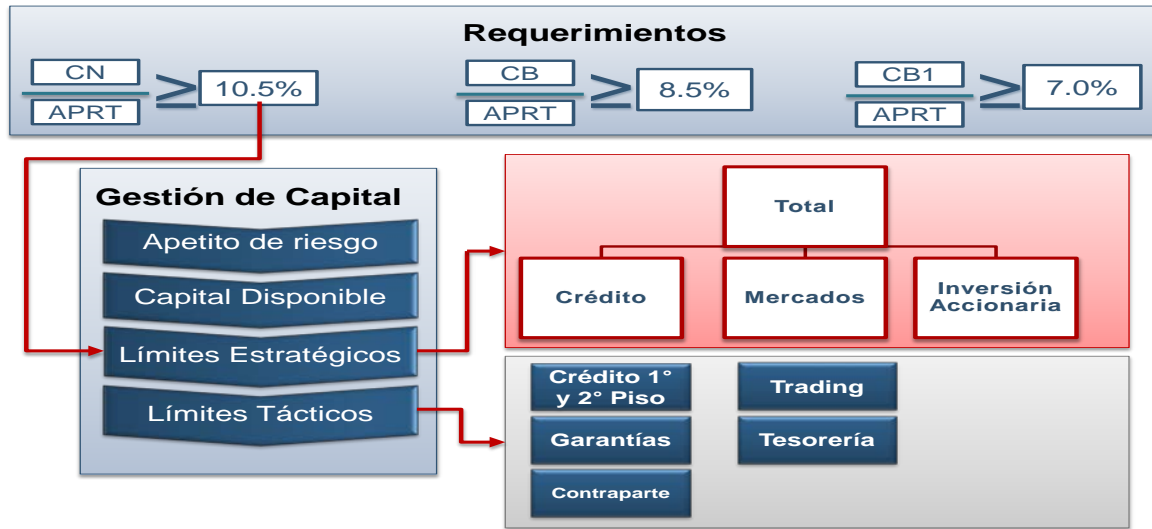 Requerimientos
CN
APRT
≥
10.5%
CB
APRT
≥
8.5%
CB1
APRT
≥
7.0%
Gestión de Capital
Apetito de riesgo
Capital Disponible
Límites Estratégicos
Límites Tácticos
Total
Crédito
Mercados
Inversión
Accionaria
Crédito 1°
y 2° Piso
Trading
Garantías
Tesorería
Contraparte